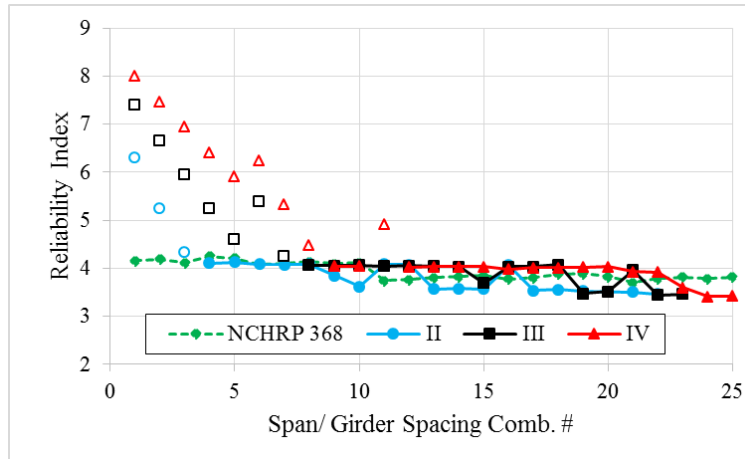 9
8
7
6
5
4
3
2
Reliability Index
NCHRP 368 II III IV
0 5 10 15 20 25
Span/ Girder Spacing Comb. #